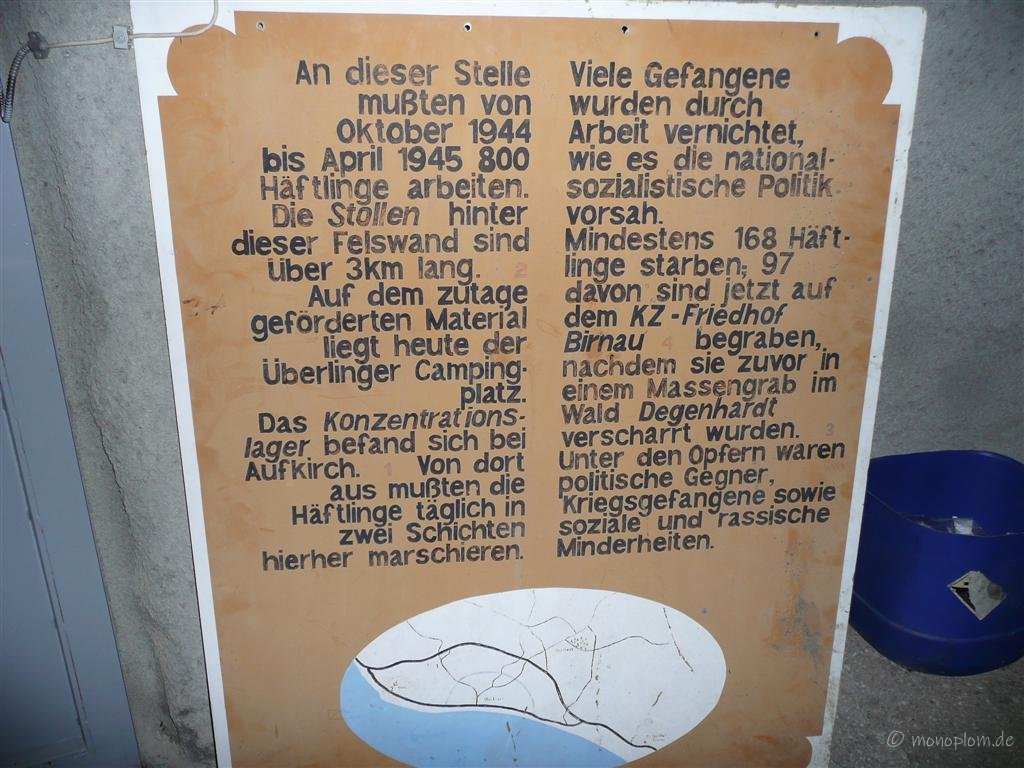 An dieser Stelle
mußten von
Oktober 1944
bis April 1945 800
Häftlinge arbeiten.
Die Stollen hinter
dieser Felswand sind
über 3km lang. 2
Auf dem zutage
geförderten Material
liegt heute der
Überlinger Camping-
platz.
Das Konzentrations-
lager befand sich bei
Aufkirch. 1 Von dort
aus mußten die
Häftlinge täglich in
zwei Schichten
hierher marschieren.
Viele Gefangene
wurden durch
Arbeit vernichtet,
wie es die national-
sozialistische Politik
vorsah.
Mindestens 168 Häft-
linge starben, 97
davon sind jetzt auf
dem KZ-Friedhof
Birnau 4 begraben,
nachdem sie zuvor in
einem Massengrab im
Wald Degenhardt
verscharrt wurden. 3
Unter den Opfern waren
politische Gegner,
Kriegsgefangene sowie
soziale und rassische
Minderheiten.
© monoplom.de